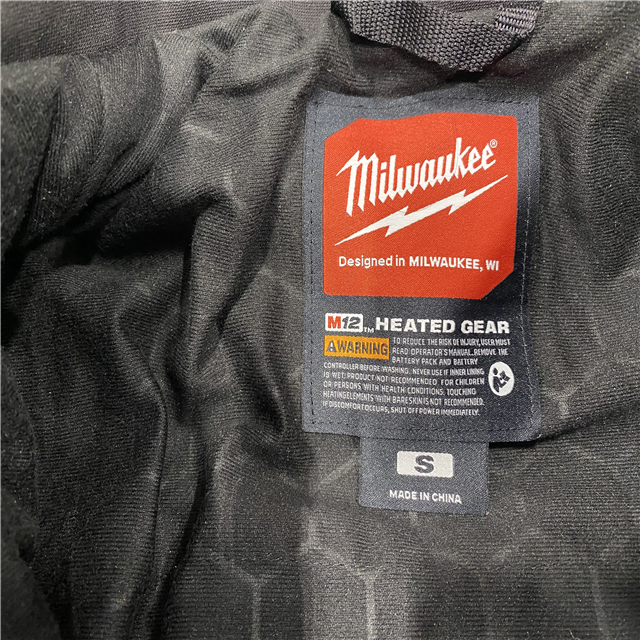 Milwaukee®
Designed in MILWAUKEE, WI
M12™ HEATED GEAR
WARNING TO REDUCE THE RISK OF INJURY, USER MUST
READ OPERATOR'S MANUAL. REMOVE THE
BATTERY PACK AND BATTERY
CONTROLLER BEFORE WASHING. NEVER USE IF INNER LINING
IS WET. PRODUCT NOT RECOMMENDED FOR CHILDREN
OR PERSONS WITH HEALTH CONDITIONS. TOUCHING
HEATING ELEMENTS WITH BARE SKIN IS NOT RECOMMENDED.
IF DISCOMFORT OCCURS, SHUT OFF POWER IMMEDIATELY.
S
MADE IN CHINA